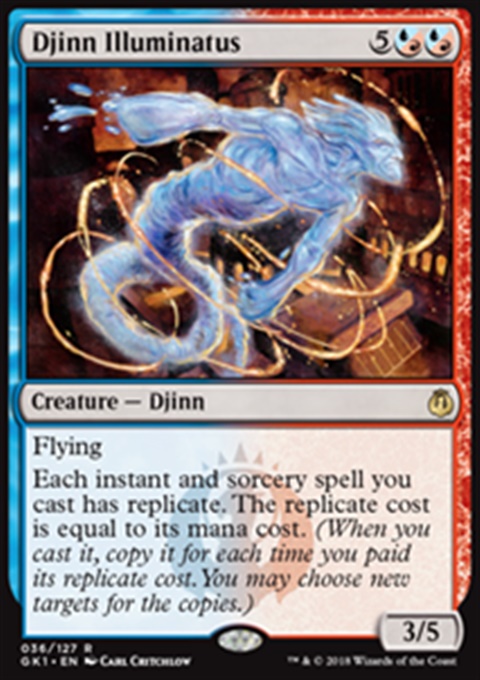 Djinn Illuminatus 5
Creature — Djinn
Flying
Each instant and sorcery spell you
cast has replicate. The replicate cost
is equal to its mana cost. (When you
cast it, copy it for each time you paid
its replicate cost. You may choose new
targets for the copies.)
3/5
036/127 R
GK1 • EN Carl Critchlow
™ & © 2018 Wizards of the Coast